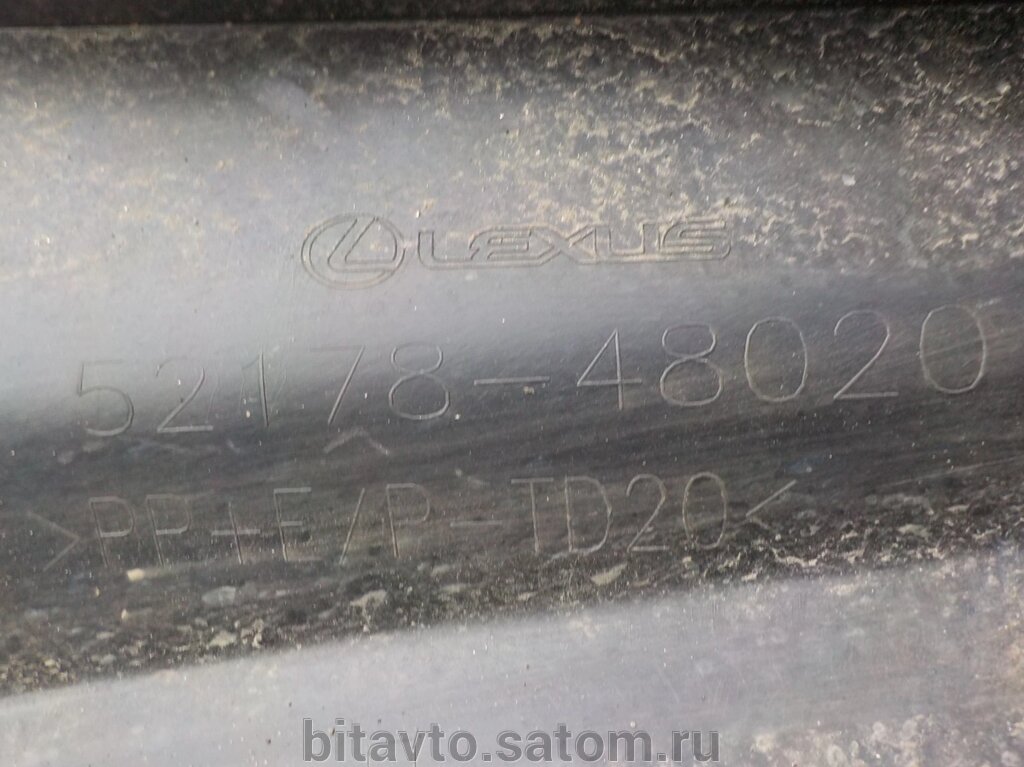 LEXUS
52178-48020
>PP+E/P-TD20<
bitavto.satom.ru